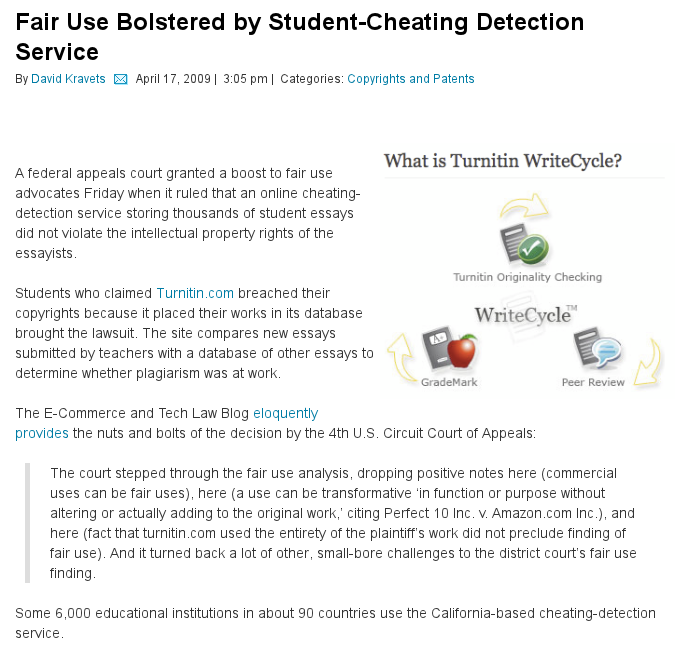 Fair Use Bolstered by Student-Cheating Detection
Service
By David Kravets April 17, 2009 | 3:05 pm | Categories: Copyrights and Patents
What is Turnitin WriteCycle?
Turnitin Originality Checking
WriteCycle™
A+
GradeMark
Peer Review
A federal appeals court granted a boost to fair use
advocates Friday when it ruled that an online cheating-
detection service storing thousands of student essays
did not violate the intellectual property rights of the
essayists.
Students who claimed Turnitin.com breached their
copyrights because it placed their works in its database
brought the lawsuit. The site compares new essays
submitted by teachers with a database of other essays to
determine whether plagiarism was at work.
The E-Commerce and Tech Law Blog eloquently
provides the nuts and bolts of the decision by the 4th U.S. Circuit Court of Appeals:
The court stepped through the fair use analysis, dropping positive notes here (commercial
uses can be fair uses), here (a use can be transformative ‘in function or purpose without
altering or actually adding to the original work,’ citing Perfect 10 Inc. v. Amazon.com Inc.), and
here (fact that turnitin.com used the entirety of the plaintiff’s work did not preclude finding of
fair use). And it turned back a lot of other, small-bore challenges to the district court’s fair use
finding.
Some 6,000 educational institutions in about 90 countries use the California-based cheating-detection
service.